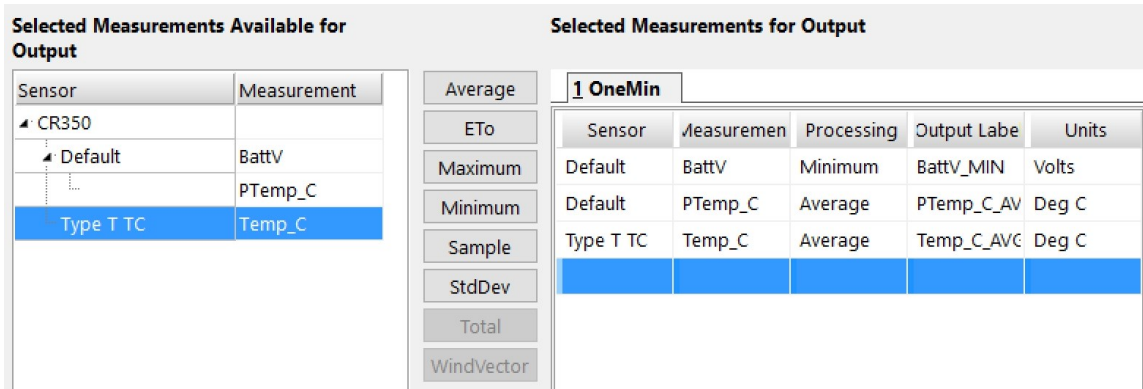 Selected Measurements Available for
Output
Selected Measurements for Output
Sensor Measurement
CR350
Default BattV
PTemp_C
Type T TC Temp_C
Average
ETo
Maximum
Minimum
Sample
StdDev
Total
WindVector
1 OneMin
Sensor Measuremen Processing Output Labe Units
Default BattV Minimum BattV_MIN Volts
Default PTemp_C Average PTemp_C_AV Deg C
Type T TC Temp_C Average Temp_C_AVG Deg C